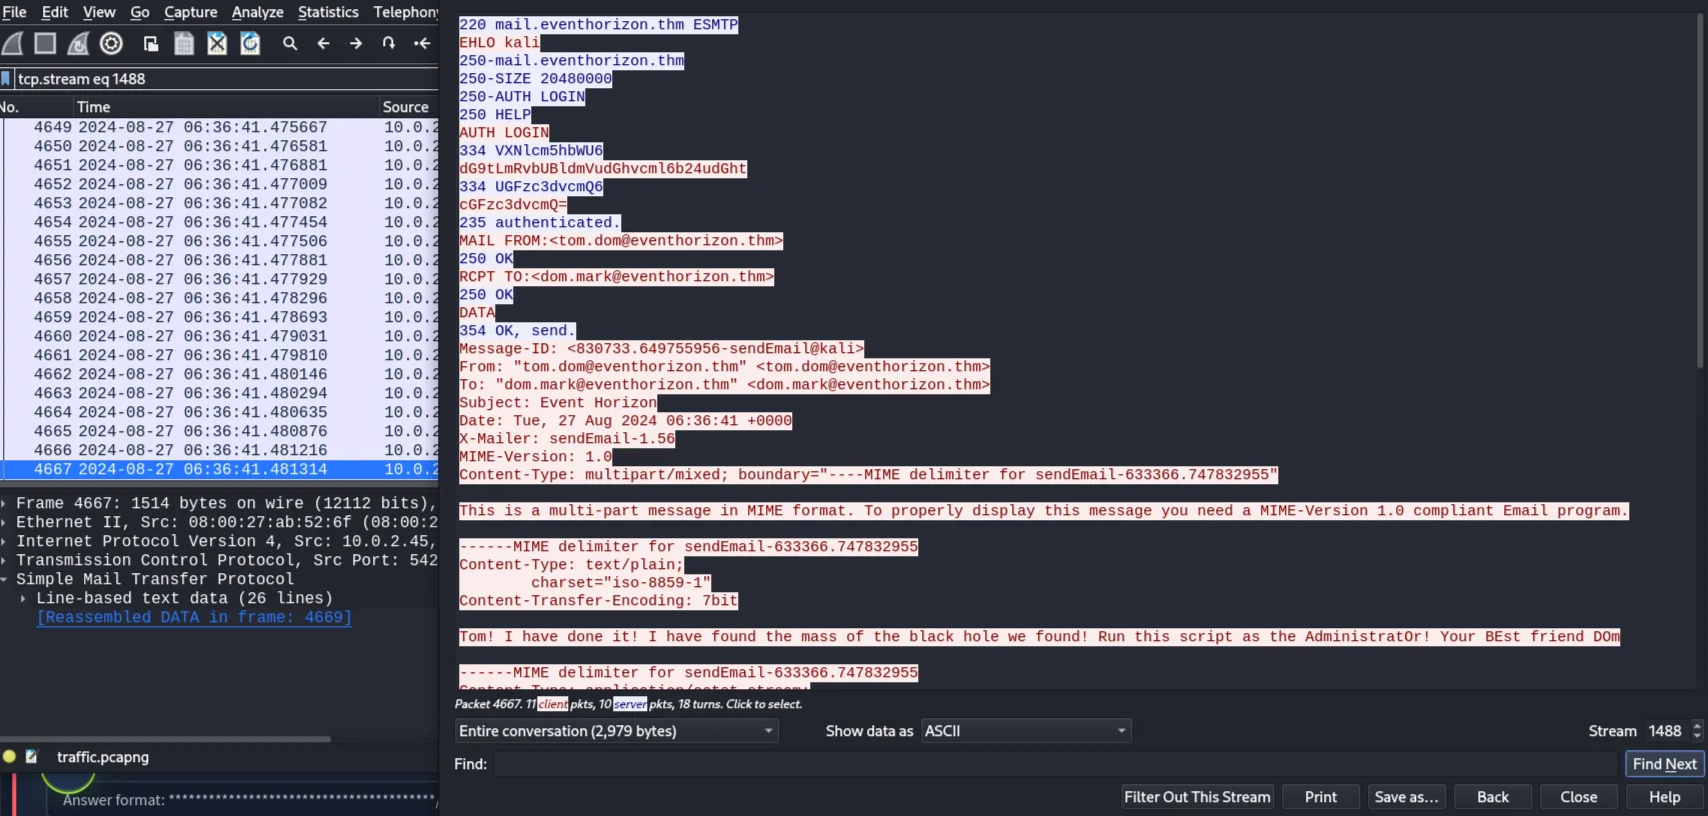 File Edit View Go Capture Analyze Statistics Telephony
tcp.stream eq 1488
No. Time Source
4649 2024-08-27 06:36:41.475667 10.0.2
4650 2024-08-27 06:36:41.476581 10.0.2
4651 2024-08-27 06:36:41.476881 10.0.2
4652 2024-08-27 06:36:41.477009 10.0.2
4653 2024-08-27 06:36:41.477082 10.0.2
4654 2024-08-27 06:36:41.477454 10.0.2
4655 2024-08-27 06:36:41.477506 10.0.2
4656 2024-08-27 06:36:41.477881 10.0.2
4657 2024-08-27 06:36:41.477929 10.0.2
4658 2024-08-27 06:36:41.478296 10.0.2
4659 2024-08-27 06:36:41.478693 10.0.2
4660 2024-08-27 06:36:41.479031 10.0.2
4661 2024-08-27 06:36:41.479810 10.0.2
4662 2024-08-27 06:36:41.480146 10.0.2
4663 2024-08-27 06:36:41.480294 10.0.2
4664 2024-08-27 06:36:41.480635 10.0.2
4665 2024-08-27 06:36:41.480876 10.0.2
4666 2024-08-27 06:36:41.481216 10.0.2
4667 2024-08-27 06:36:41.481314 10.0.2
Frame 4667: 1514 bytes on wire (12112 bits),
Ethernet II, Src: 08:00:27:ab:52:6f (08:00:2
Internet Protocol Version 4, Src: 10.0.2.45,
Transmission Control Protocol, Src Port: 542
Simple Mail Transfer Protocol
Line-based text data (26 lines)
[Reassembled DATA in frame: 4669]
traffic.pcapng
Answer format: ****************************************/
220 mail.eventhorizon.thm ESMTP
EHLO kali
250-mail.eventhorizon.thm
250-SIZE 20480000
250-AUTH LOGIN
250 HELP
AUTH LOGIN
334 VXNlcm5hbWU6
dG9tLmRvbUBldmVudGhvcml6b24udGht
334 UGFzc3dvcmQ6
cGFzc3dvcmQ=
235 authenticated.
MAIL FROM:<tom.dom@eventhorizon.thm>
250 OK
RCPT TO:<dom.mark@eventhorizon.thm>
250 OK
DATA
354 OK, send.
Message-ID: <830733.649755956-sendEmail@kali>
From: "tom.dom@eventhorizon.thm" <tom.dom@eventhorizon.thm>
To: "dom.mark@eventhorizon.thm" <dom.mark@eventhorizon.thm>
Subject: Event Horizon
Date: Tue, 27 Aug 2024 06:36:41 +0000
X-Mailer: sendEmail-1.56
MIME-Version: 1.0
Content-Type: multipart/mixed; boundary="----MIME delimiter for sendEmail-633366.747832955"
This is a multi-part message in MIME format. To properly display this message you need a MIME-Version 1.0 compliant Email program.
------MIME delimiter for sendEmail-633366.747832955
Content-Type: text/plain;
charset="iso-8859-1"
Content-Transfer-Encoding: 7bit
Tom! I have done it! I have found the mass of the black hole we found! Run this script as the AdministratOr! Your BEst friend DOm
------MIME delimiter for sendEmail-633366.747832955
Content-Type: application/octet-stream;
Packet 4667. 11 client pkts, 10 server pkts, 18 turns. Click to select.
Entire conversation (2,979 bytes) Show data as ASCII Stream 1488
Find: Find Next
Filter Out This Stream Print Save as... Back Close Help